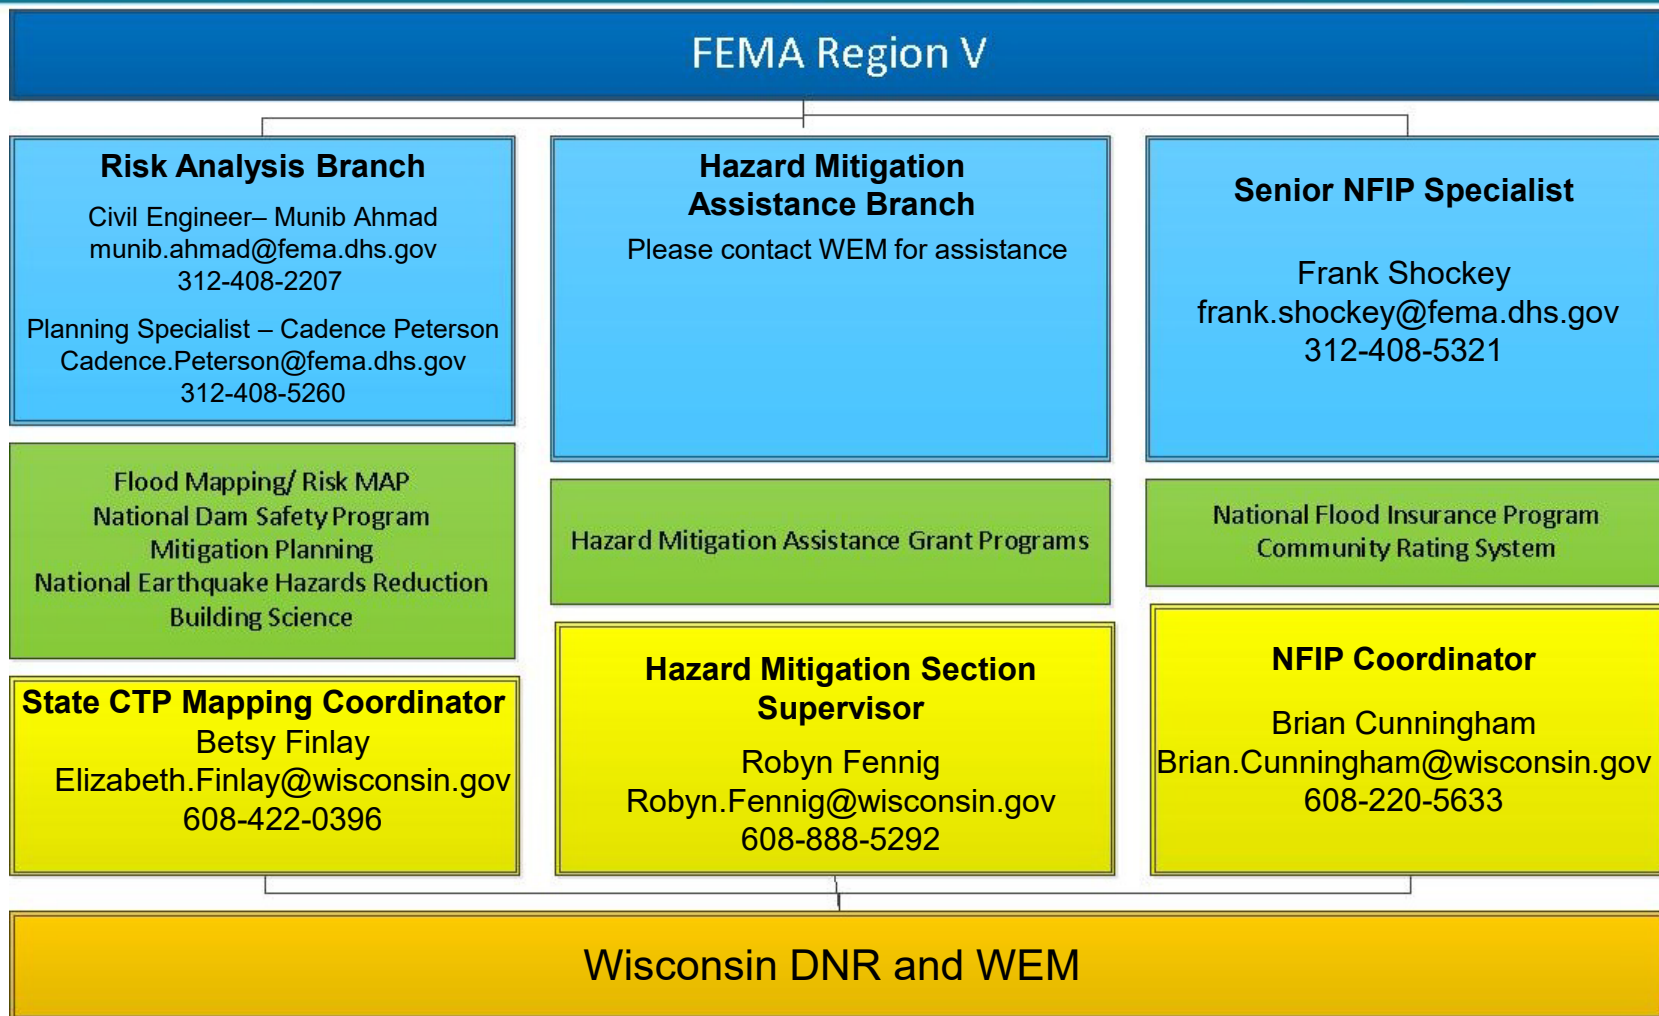 FEMA Region V
Risk Analysis Branch
Civil Engineer– Munib Ahmad
munib.ahmad@fema.dhs.gov
312-408-2207
Planning Specialist – Cadence Peterson
Cadence.Peterson@fema.dhs.gov
312-408-5260
Hazard Mitigation
Assistance Branch
Please contact WEM for assistance
Senior NFIP Specialist
Frank Shockey
frank.shockey@fema.dhs.gov
312-408-5321
Flood Mapping/ Risk MAP
National Dam Safety Program
Mitigation Planning
National Earthquake Hazards Reduction
Building Science
Hazard Mitigation Assistance Grant Programs
National Flood Insurance Program
Community Rating System
State CTP Mapping Coordinator
Betsy Finlay
Elizabeth.Finlay@wisconsin.gov
608-422-0396
Hazard Mitigation Section
Supervisor
Robyn Fennig
Robyn.Fennig@wisconsin.gov
608-888-5292
NFIP Coordinator
Brian Cunningham
Brian.Cunningham@wisconsin.gov
608-220-5633
Wisconsin DNR and WEM